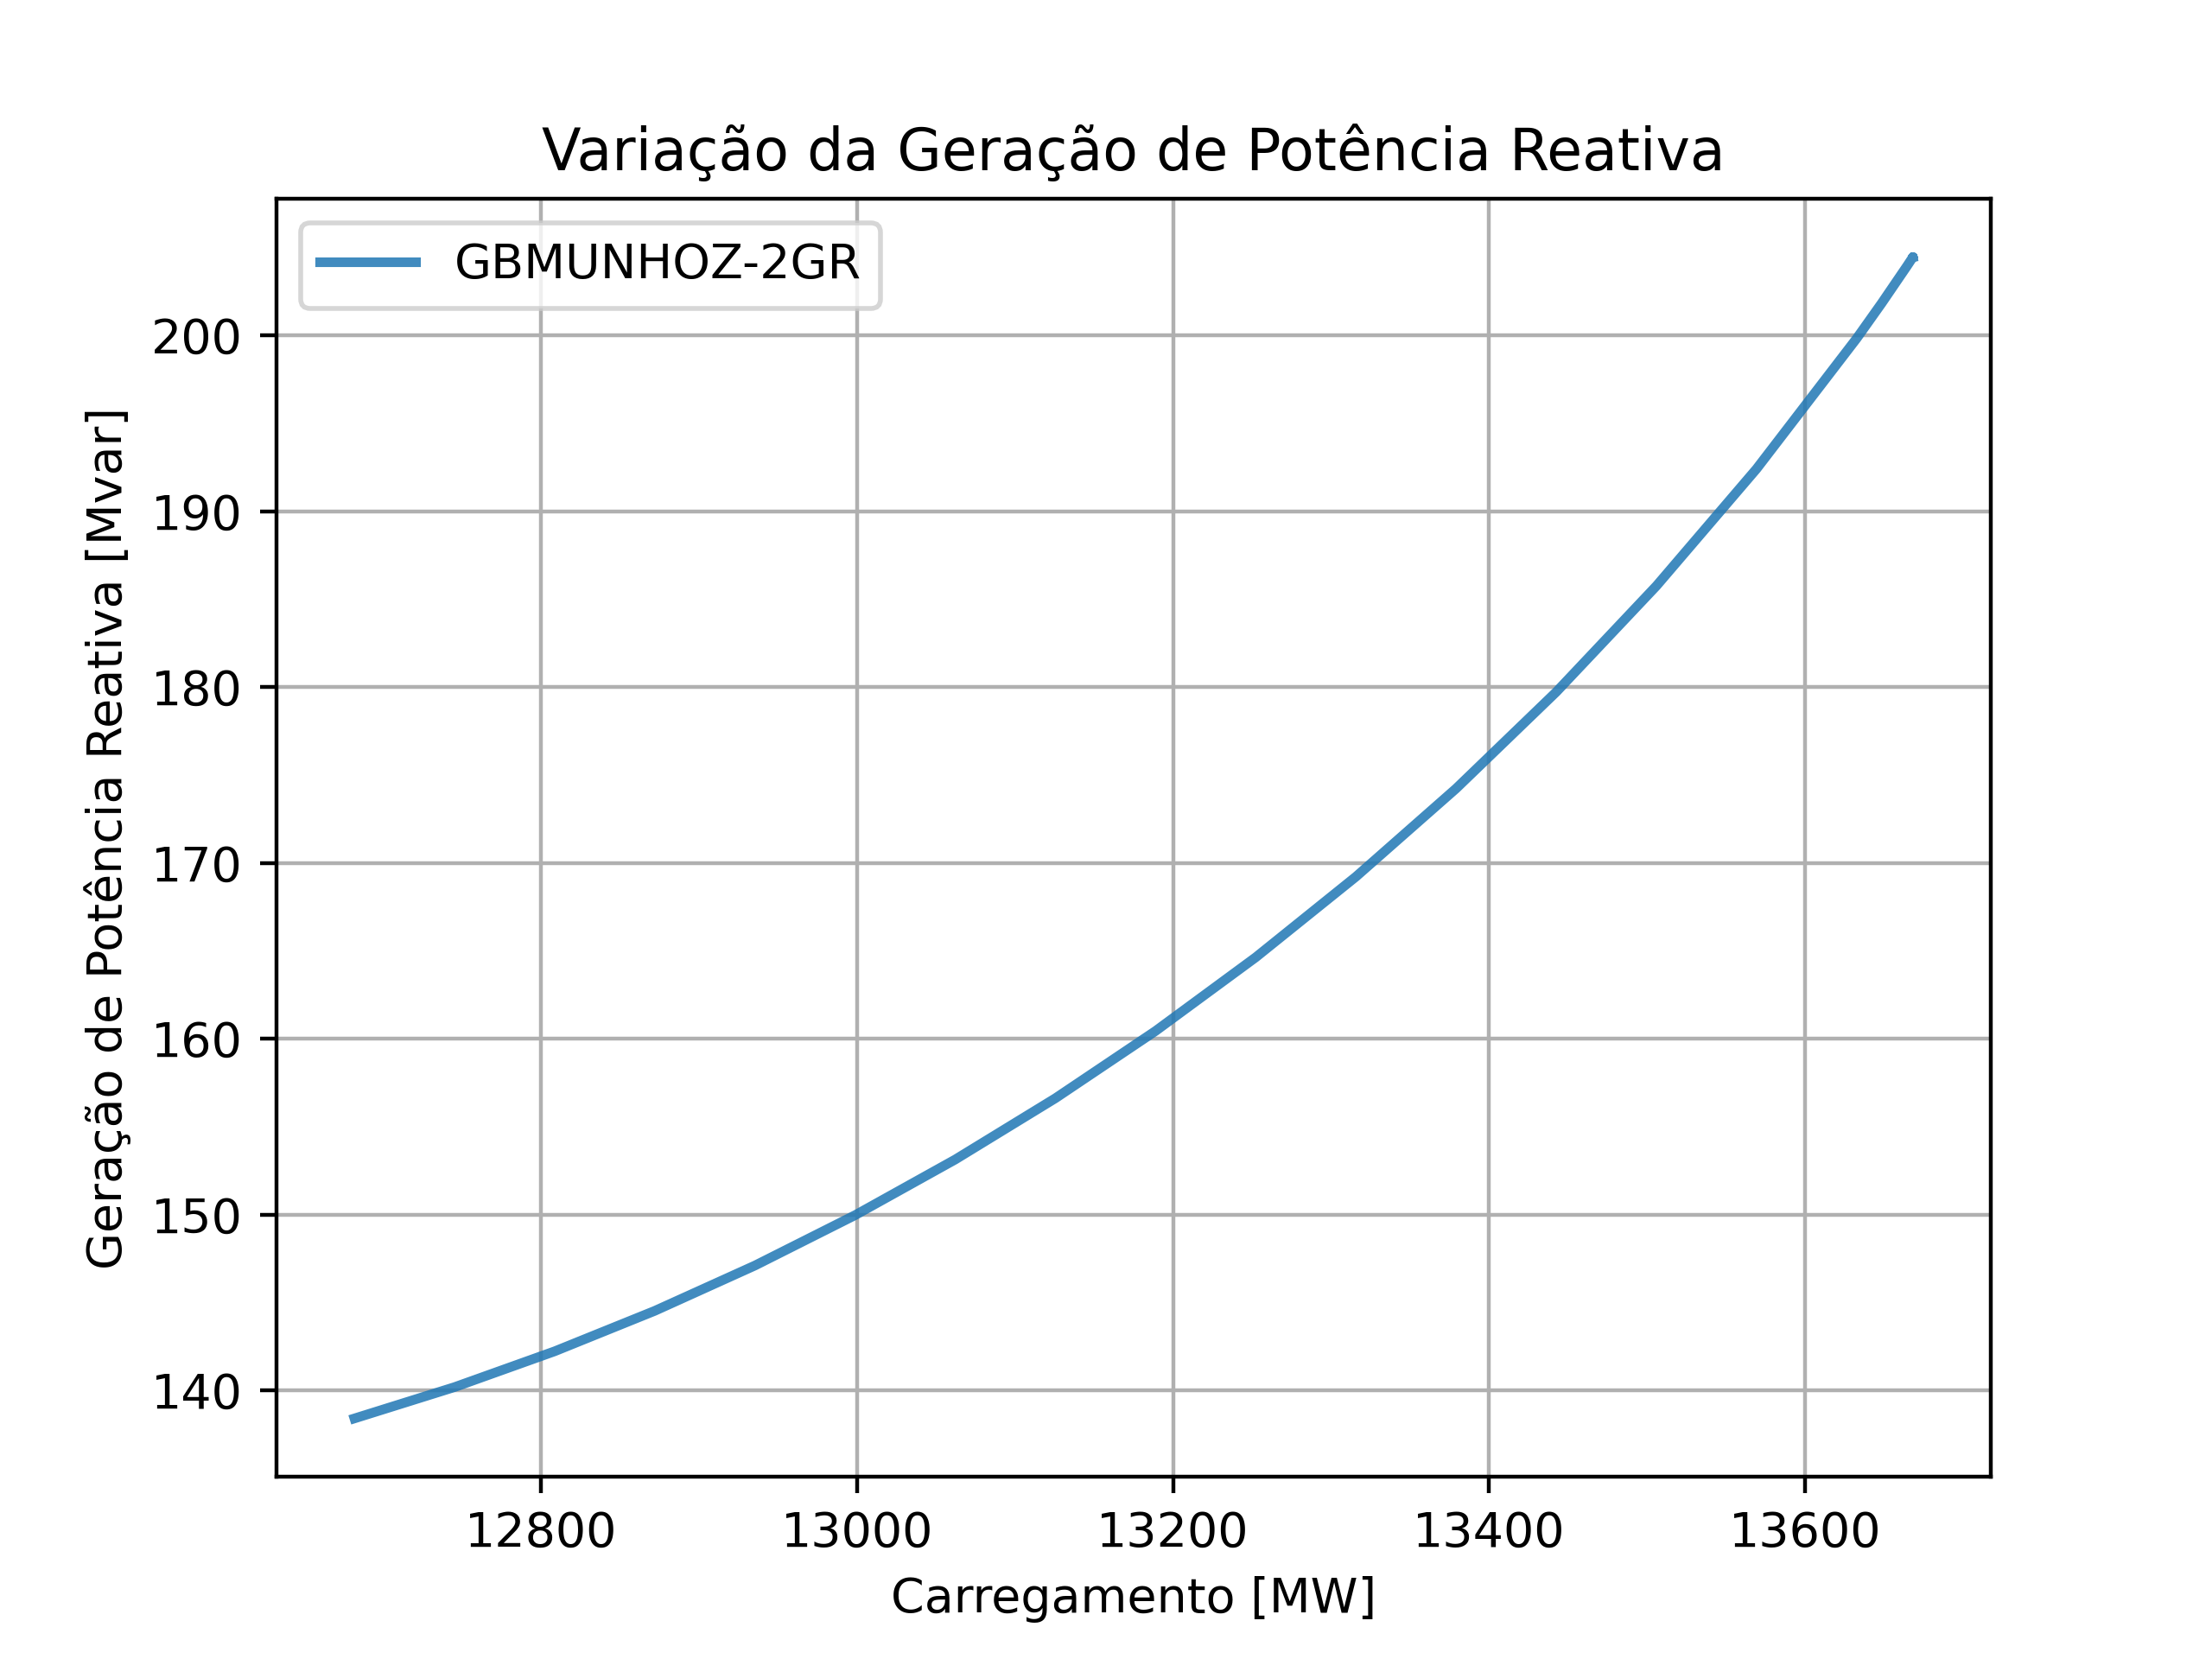 Variação da Geração de Potência Reativa
GBMUNHOZ-2GR
Geração de Potência Reativa [Mvar]
200
190
180
170
160
150
140
12800 13000 13200 13400 13600
Carregamento [MW]